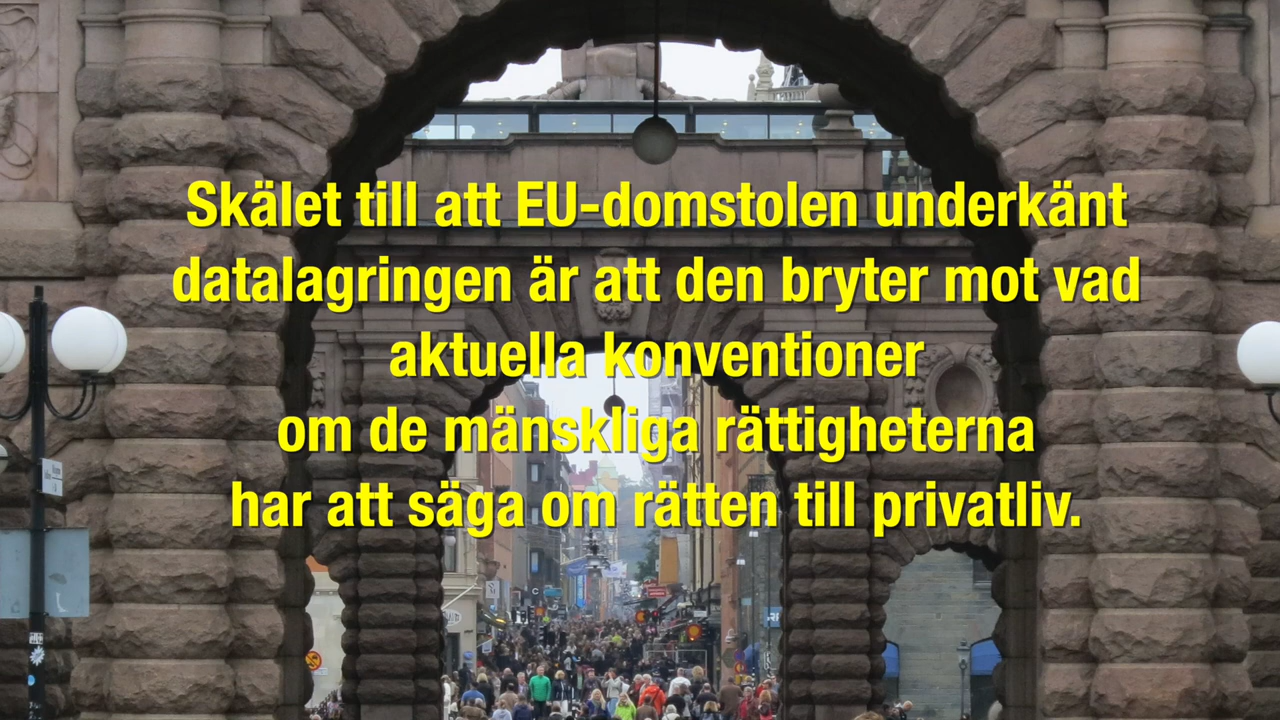 Skälet till att EU-domstolen underkänt
datalagringen är att den bryter mot vad
aktuella konventioner
om de mänskliga rättigheterna
har att säga om rätten till privatliv.